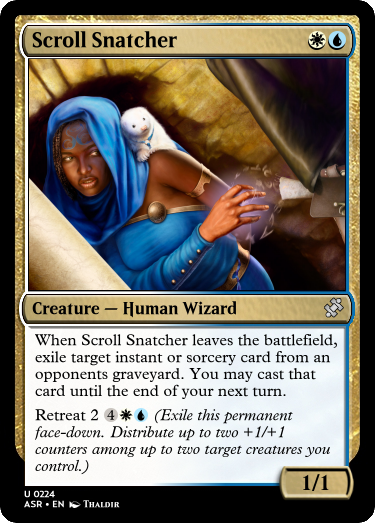 Scroll Snatcher
Creature — Human Wizard
When Scroll Snatcher leaves the battlefield,
exile target instant or sorcery card from an
opponents graveyard. You may cast that
card until the end of your next turn.
Retreat 2 4 (Exile this permanent
face-down. Distribute up to two +1/+1
counters among up to two target creatures you
control.)
1/1
U 0224
ASR • EN Thaldir